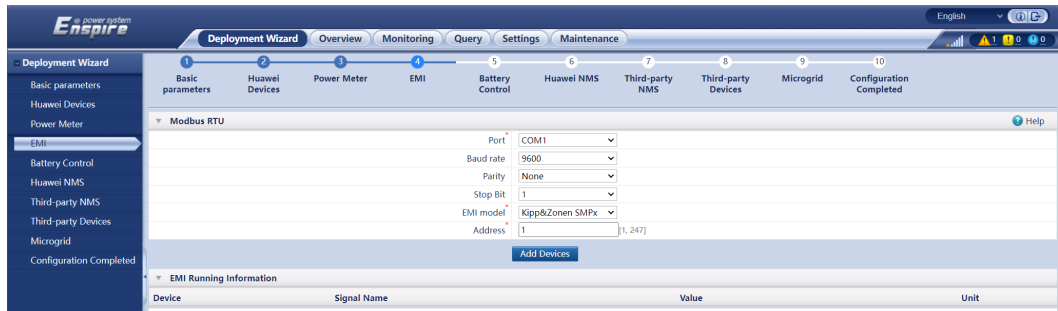 Enspire e power system
English
Deployment Wizard Overview Monitoring Query Settings Maintenance
1 0 0
Deployment Wizard
Basic parameters
Huawei Devices
Power Meter
EMI
Battery Control
Huawei NMS
Third-party NMS
Third-party Devices
Microgrid
Configuration Completed
1 2 3 4 5 6 7 8 9 10
Basic parameters
Huawei Devices
Power Meter
EMI
Battery Control
Huawei NMS
Third-party NMS
Third-party Devices
Microgrid
Configuration Completed
Modbus RTU Help
Port * COM1
Baud rate 9600
Parity None
Stop Bit 1
EMI model * Kipp&Zonen SMPx
Address * 1 [1, 247]
Add Devices
EMI Running Information
Device Signal Name Value Unit